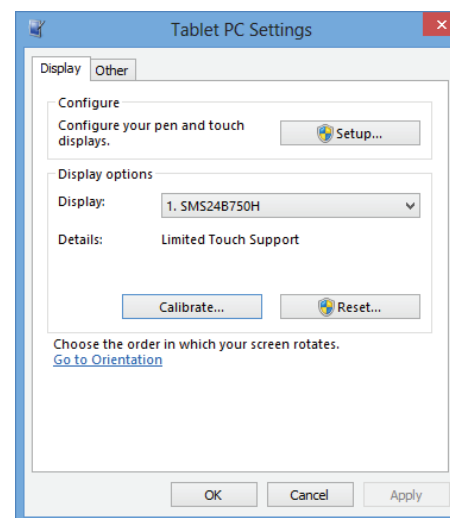 Tablet PC Settings
Display Other
Configure
Configure your pen and touch
displays.
Setup...
Display options
Display: 1. SMS24B750H
Details: Limited Touch Support
Calibrate... Reset...
Choose the order in which your screen rotates.
Go to Orientation
OK Cancel Apply